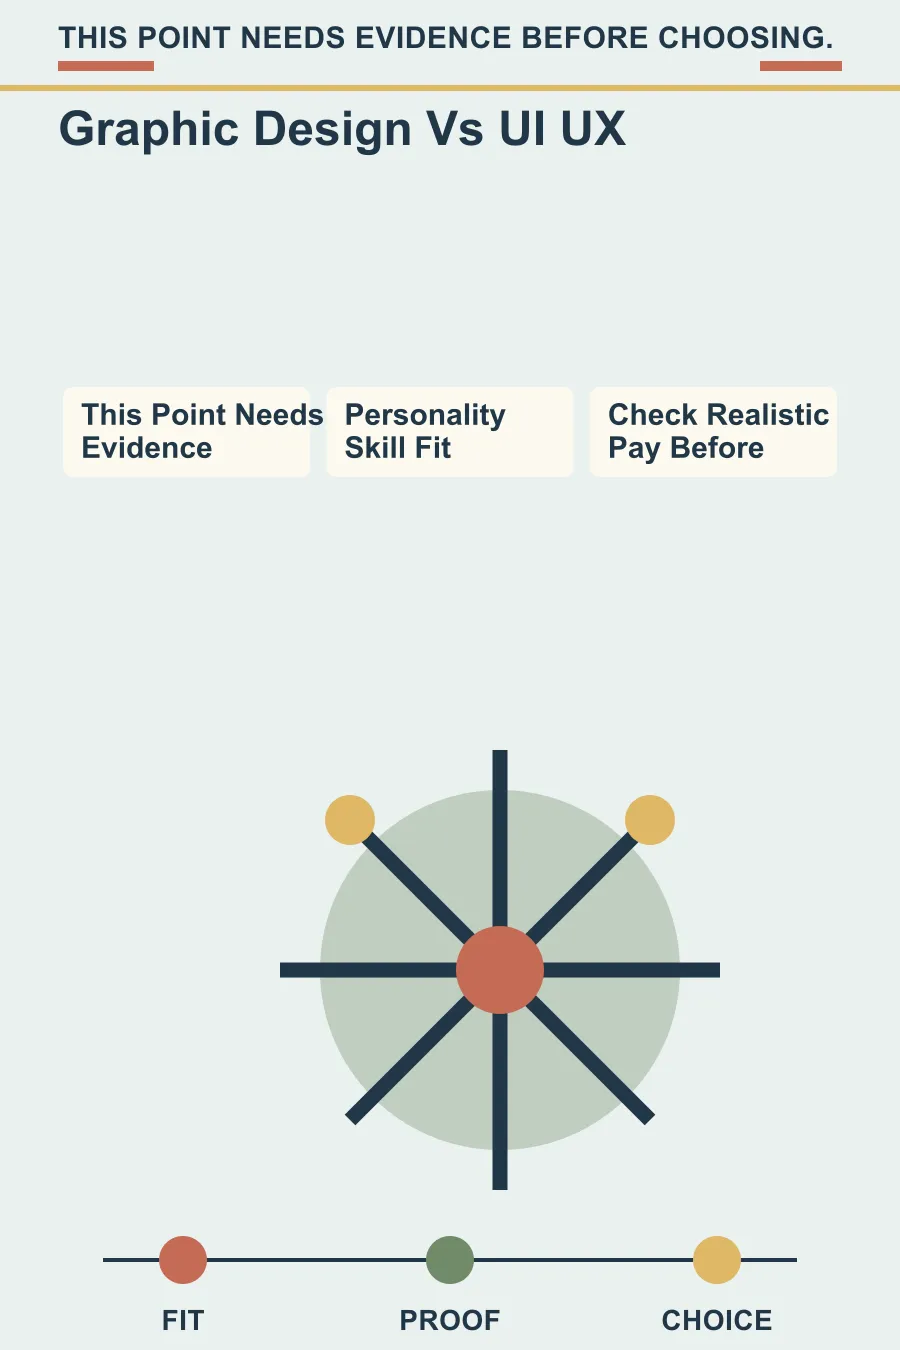 THIS POINT NEEDS EVIDENCE BEFORE CHOOSING.
Graphic Design Vs UI UX
This Point Needs
Evidence
Personality
Skill Fit
Check Realistic
Pay Before
FIT
PROOF
CHOICE